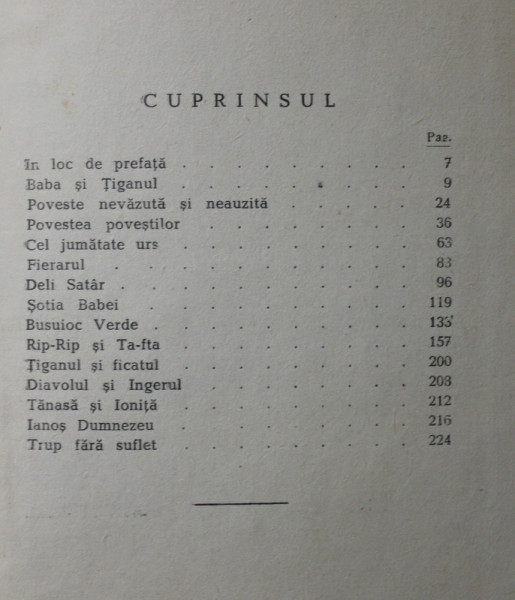 CUPRINSUL
Pag.
In loc de prefață . . . . . . . . . 7
Baba și Țiganul . . . . . . . . . 9
Poveste nevăzută și neauzită . . . . . . 24
Povestea poveștilor . . . . . . . . 36
Cel jumătate urs . . . . . . . . . 63
Fierarul . . . . . . . . . . . 83
Deli Satâr . . . . . . . . . . . 96
Șotia Babei . . . . . . . . . . 119
Busuioc Verde . . . . . . . . . . 135
Rip-Rip și Ta-fta . . . . . . . . . 157
Țiganul și ficatul . . . . . . . . . 200
Diavolul și Ingerul . . . . . . . . 208
Tănasă și Ioniță . . . . . . . . . 212
Ianoș Dumnezeu . . . . . . . . . 216
Trup fără suflet . . . . . . . . . 224